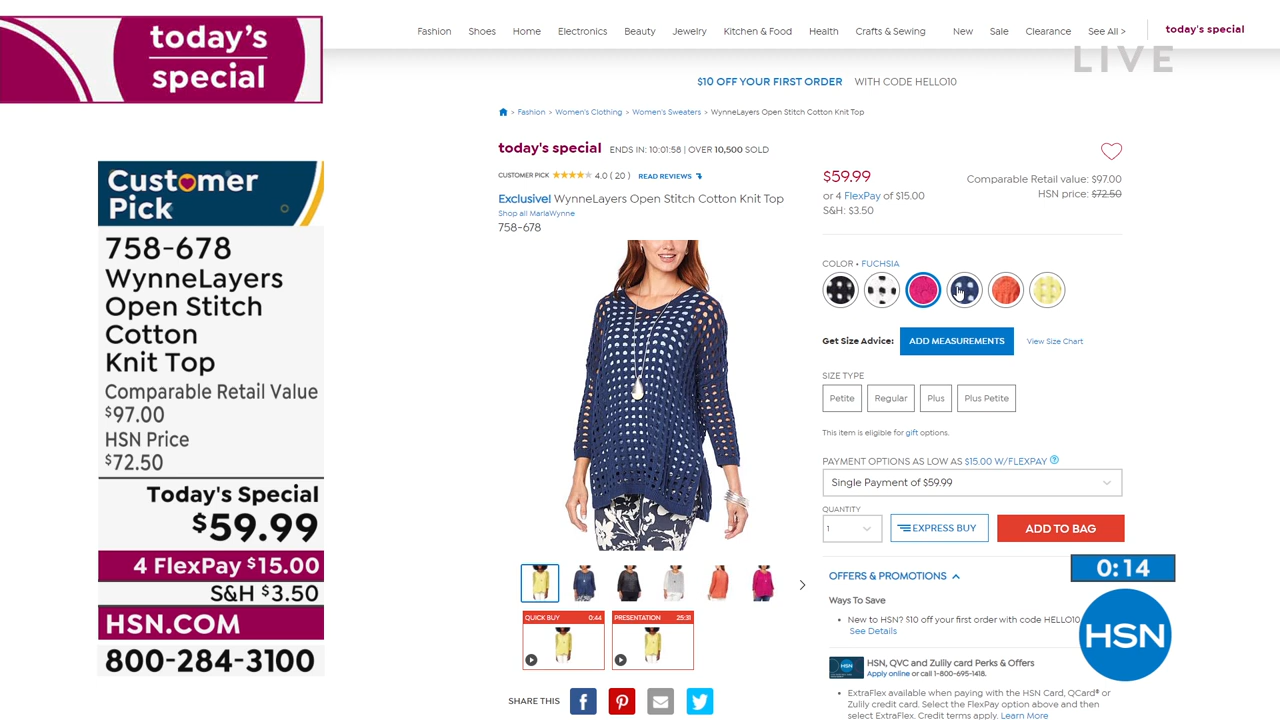 today's
special
Customer
Pick
758-678
WynneLayers
Open Stitch
Cotton
Knit Top
Comparable Retail Value
$97.00
HSN Price
$72.50
Today's Special
$59.99
4 FlexPay $15.00
S&H $3.50
HSN.COM
800-284-3100
Fashion Shoes Home Electronics Beauty Jewelry Kitchen & Food Health Crafts & Sewing New Sale Clearance See All > today's special
LIVE
$10 OFF YOUR FIRST ORDER WITH CODE HELLO10
> Fashion > Women's Clothing > Women's Sweaters > WynneLayers Open Stitch Cotton Knit Top
today's special ENDS IN: 10:01:58 | OVER 10,500 SOLD
CUSTOMER PICK 4.0 ( 20 ) READ REVIEWS
Exclusive! WynneLayers Open Stitch Cotton Knit Top
Shop all MarlaWynne
758-678
$59.99
or 4 FlexPay of $15.00
S&H: $3.50
Comparable Retail value: $97.00
HSN price: $72.50
COLOR • FUCHSIA
Get Size Advice: ADD MEASUREMENTS View Size Chart
SIZE TYPE
Petite Regular Plus Plus Petite
This item is eligible for gift options.
PAYMENT OPTIONS AS LOW AS $15.00 W/FLEXPAY ?
Single Payment of $59.99
QUANTITY
1 EXPRESS BUY ADD TO BAG
OFFERS & PROMOTIONS
0:14
Ways To Save
• New to HSN? $10 off your first order with code HELLO10
See Details
HSN
HSN, QVC and Zulily card Perks & Offers
Apply online or call 1-800-695-1418.
• ExtraFlex available when paying with the HSN Card, QCard® or
Zulily credit card. Select the FlexPay option above and then
select ExtraFlex. Credit terms apply. Learn More
QUICK BUY 0:44
PRESENTATION 25:31
SHARE THIS